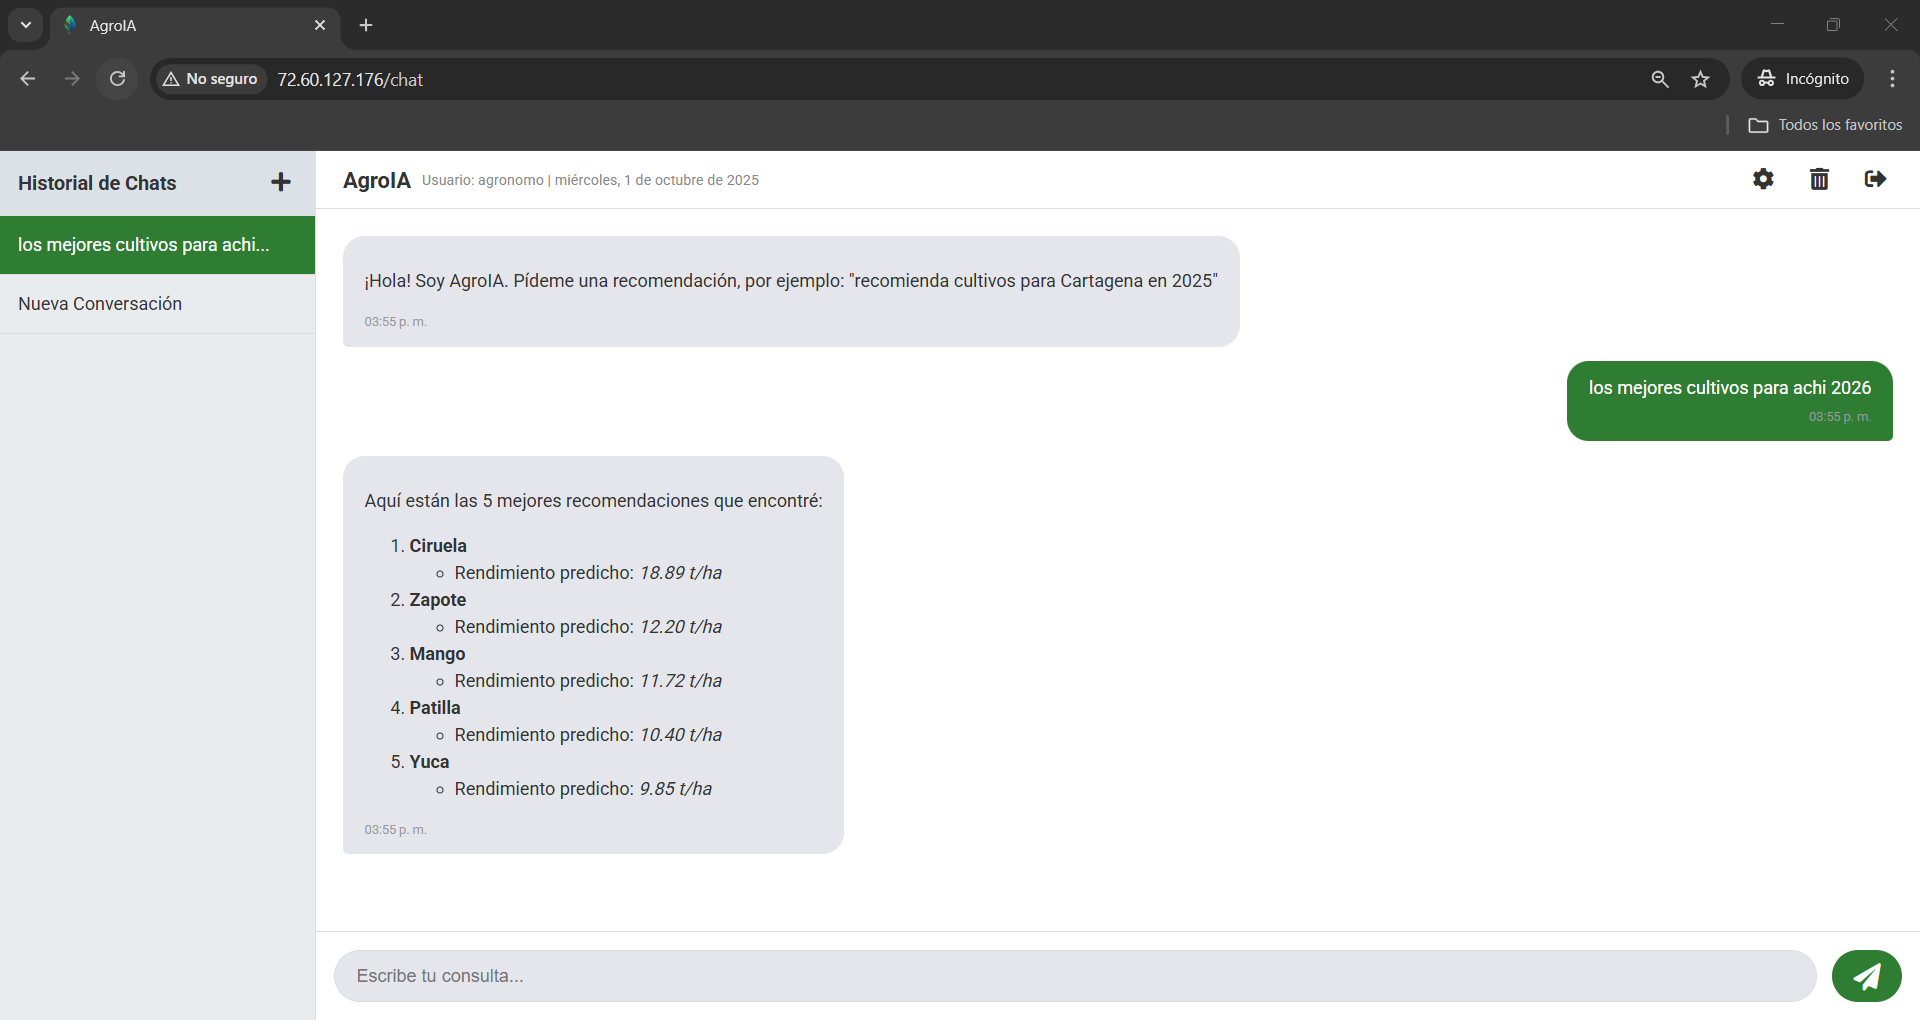 AgroIA
No seguro
72.60.127.176/chat
Incógnito
Todos los favoritos
Historial de Chats
los mejores cultivos para achi...
Nueva Conversación
AgroIA Usuario: agronomo | miércoles, 1 de octubre de 2025
¡Hola! Soy AgroIA. Pídeme una recomendación, por ejemplo: "recomienda cultivos para Cartagena en 2025"
03:55 p. m.
los mejores cultivos para achi 2026
03:55 p. m.
Aquí están las 5 mejores recomendaciones que encontré:
1. Ciruela
Rendimiento predicho: 18.89 t/ha
2. Zapote
Rendimiento predicho: 12.20 t/ha
3. Mango
Rendimiento predicho: 11.72 t/ha
4. Patilla
Rendimiento predicho: 10.40 t/ha
5. Yuca
Rendimiento predicho: 9.85 t/ha
03:55 p. m.
Escribe tu consulta...